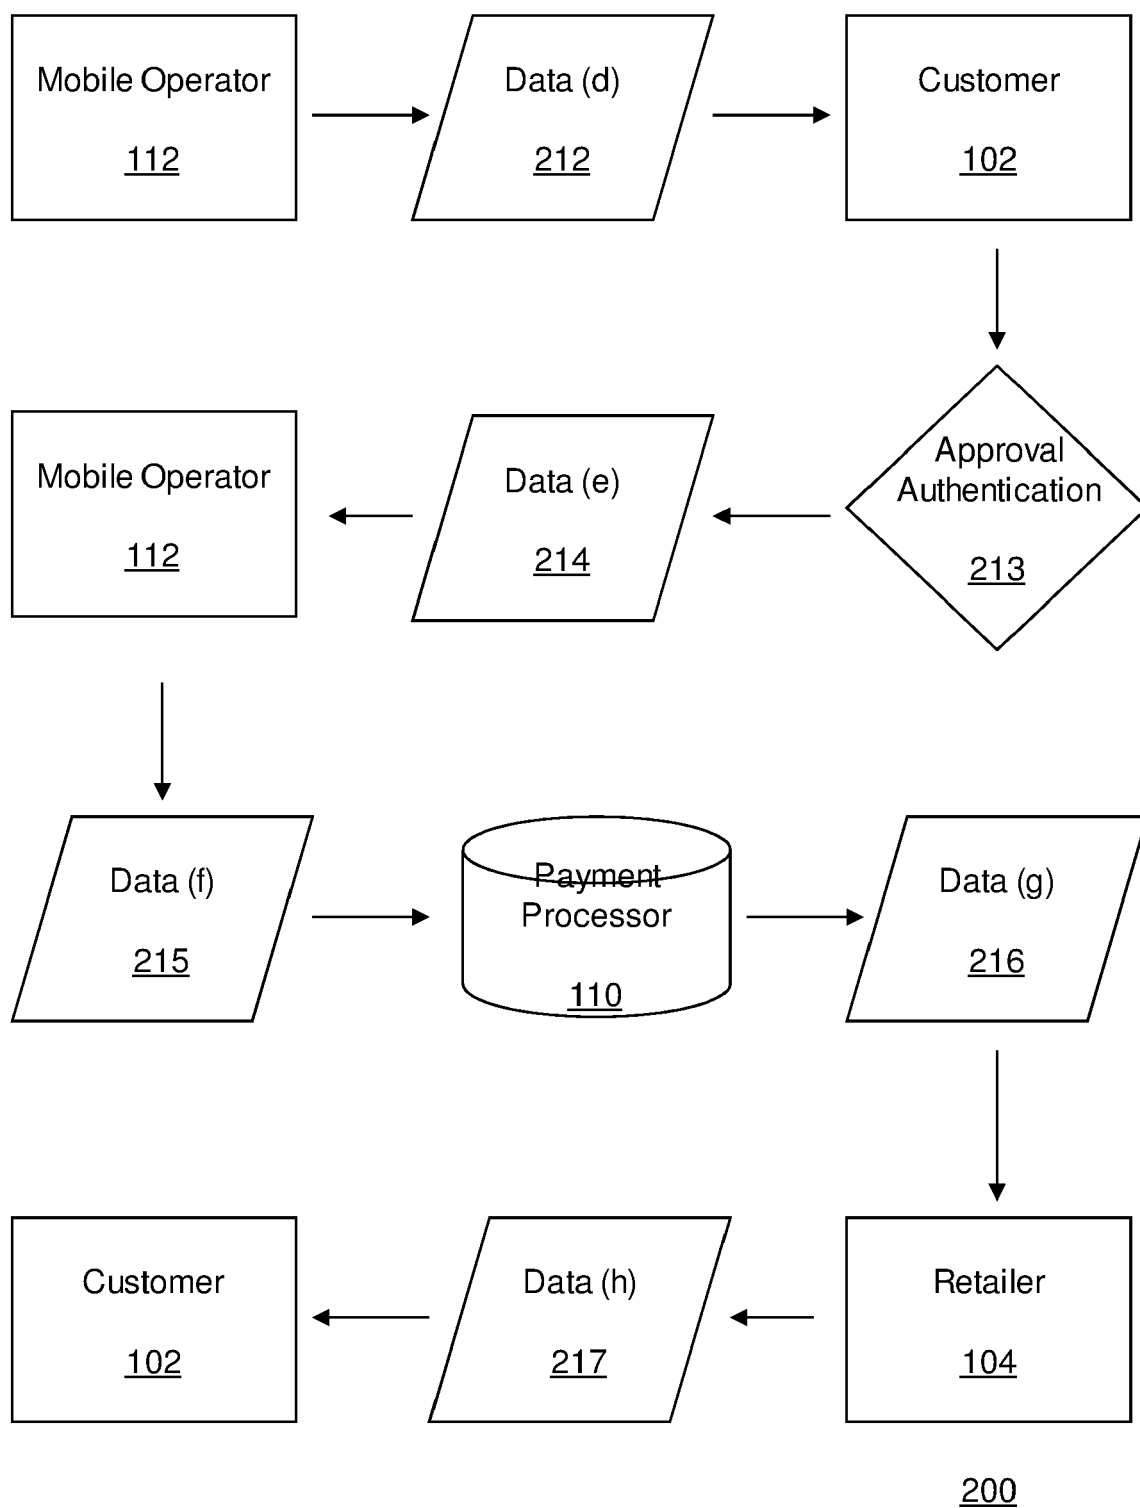 Mobile Operator
112
Data (d)
212
Customer
102
Mobile Operator
112
Data (e)
214
Approval
Authentication
213
Data (f)
215
Payment
Processor
110
Data (g)
216
Customer
102
Data (h)
217
Retailer
104
200